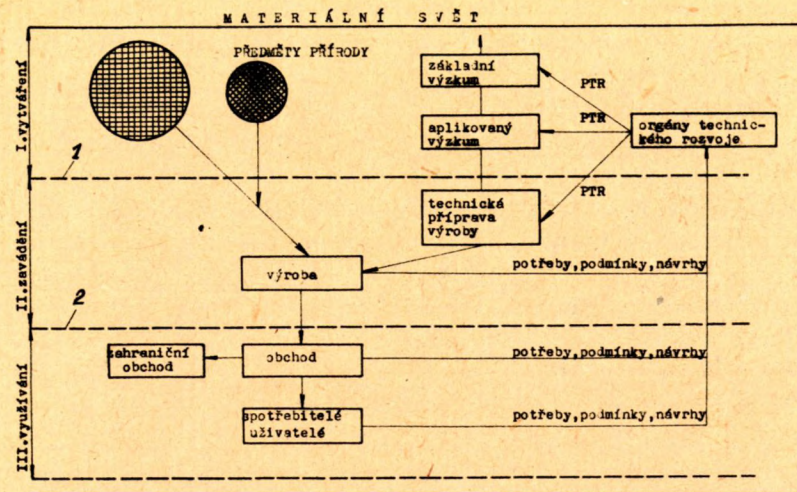 MATERIÁLNÍ SVĚT
PŘEDMĚTY PŘÍRODY
I.vytváření
základní
výzkum
PTR
aplikovaný
výzkum
PTR
orgány technic-
kého rozvoje
1
technická
příprava
výroby
PTR
II.zavádění
výroba
potřeby,podmínky,návrhy
2
zahraniční
obchod
obchod
potřeby,podmínky,návrhy
III.využívání
spotřebitelé
uživatelé
potřeby,podmínky,návrhy